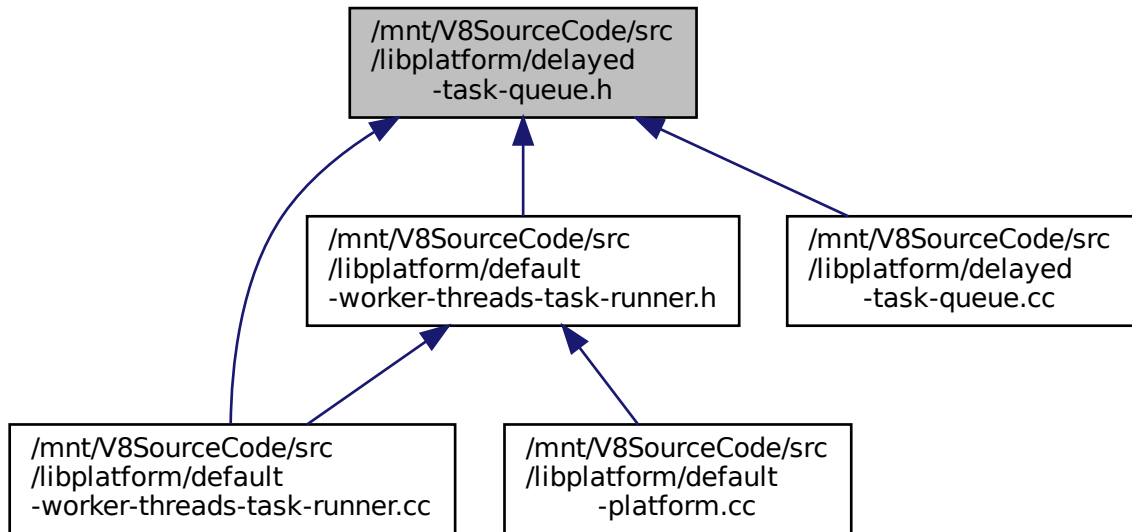 /mnt/V8SourceCode/src
/libplatform/delayed
-task-queue.h
/mnt/V8SourceCode/src
/libplatform/default
-worker-threads-task-runner.h
/mnt/V8SourceCode/src
/libplatform/delayed
-task-queue.cc
/mnt/V8SourceCode/src
/libplatform/default
-worker-threads-task-runner.cc
/mnt/V8SourceCode/src
/libplatform/default
-platform.cc